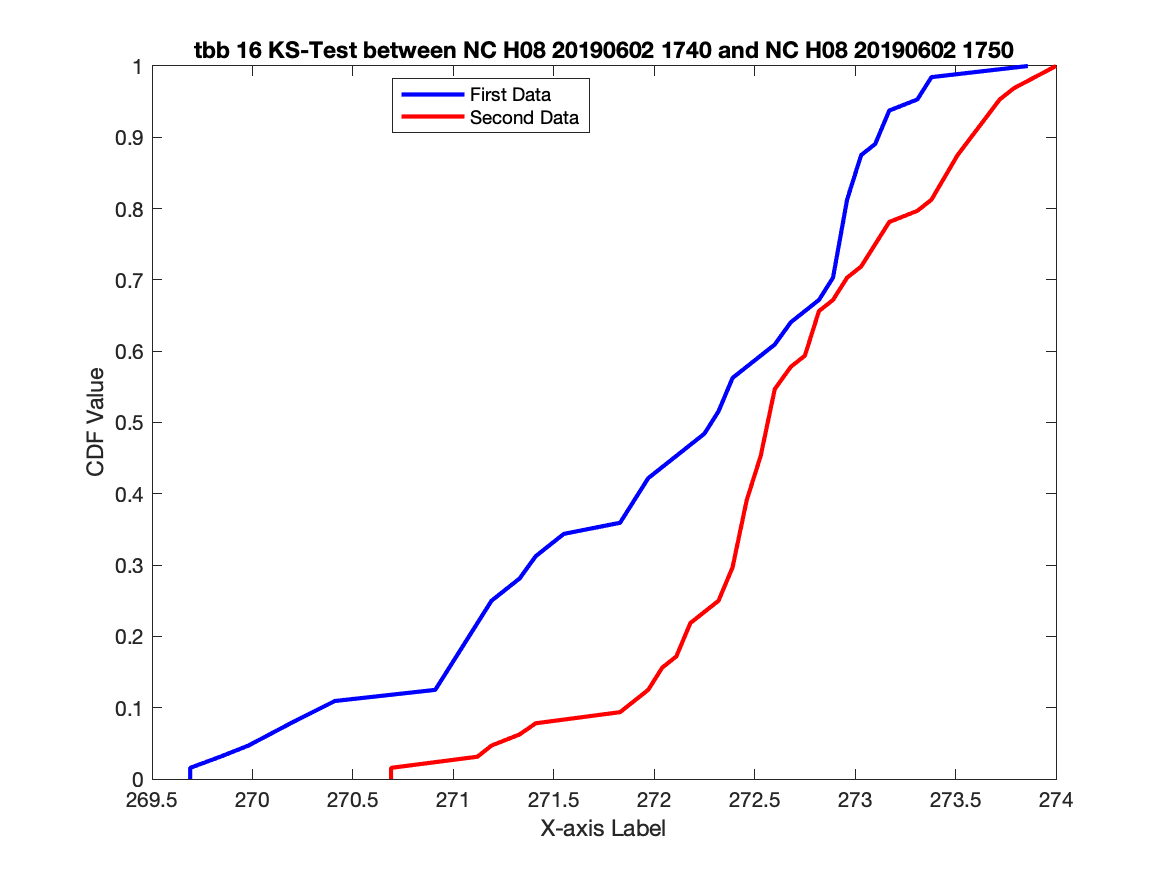 tbb 16 KS-Test between NC H08 20190602 1740 and NC H08 20190602 1750
First Data
Second Data
1
0.9
0.8
0.7
0.6
0.5
0.4
0.3
0.2
0.1
0
CDF Value
269.5 270 270.5 271 271.5 272 272.5 273 273.5 274
X-axis Label